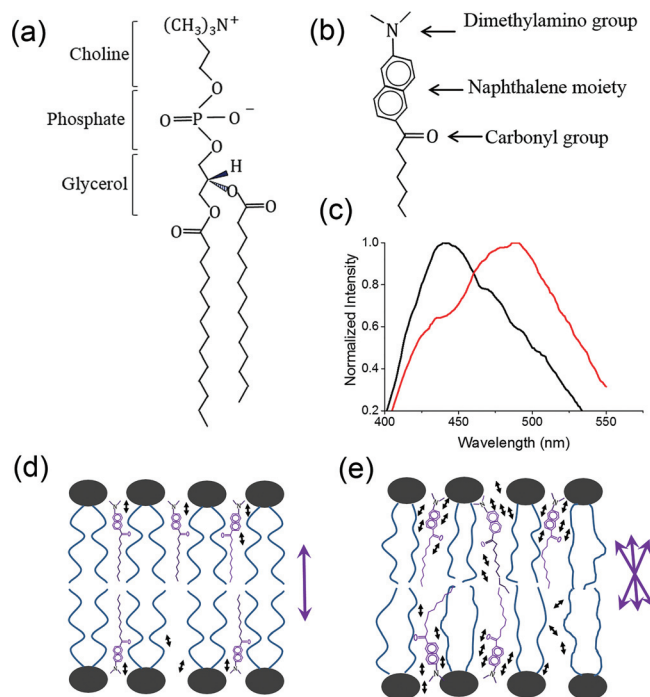 (a)
(CH₃)₃N⁺
Choline
O
Phosphate
O=P—O⁻
O
Glycerol
H
O
O
O
O
(b)
N
Dimethylamino group
Naphthalene moiety
O
Carbonyl group
(c)
1.0
0.8
0.6
0.4
0.2
Normalized Intensity
400
450
500
550
Wavelength (nm)
(d)
(e)